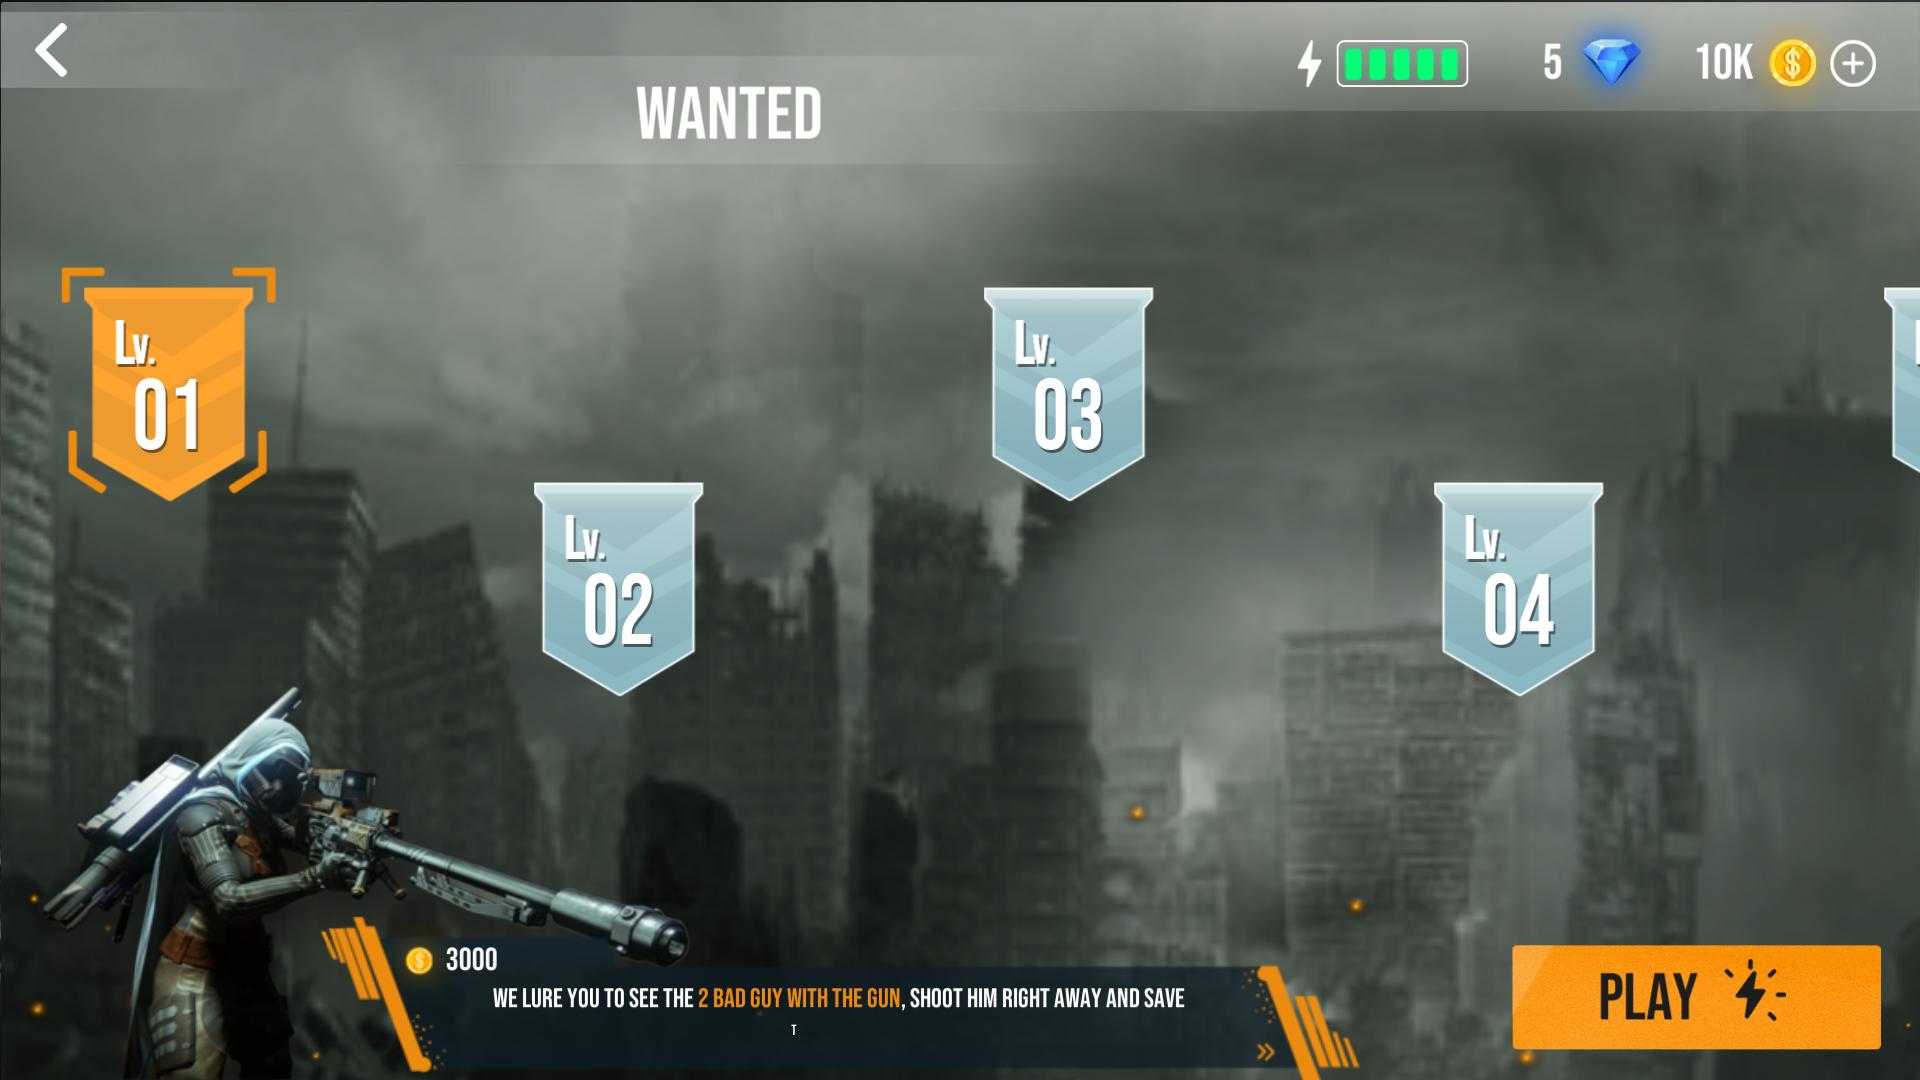 5
10K
WANTED
Lv.
01
Lv.
03
Lv.
02
Lv.
04
3000
WE LURE YOU TO SEE THE 2 BAD GUY WITH THE GUN, SHOOT HIM RIGHT AWAY AND SAVE
T
PLAY